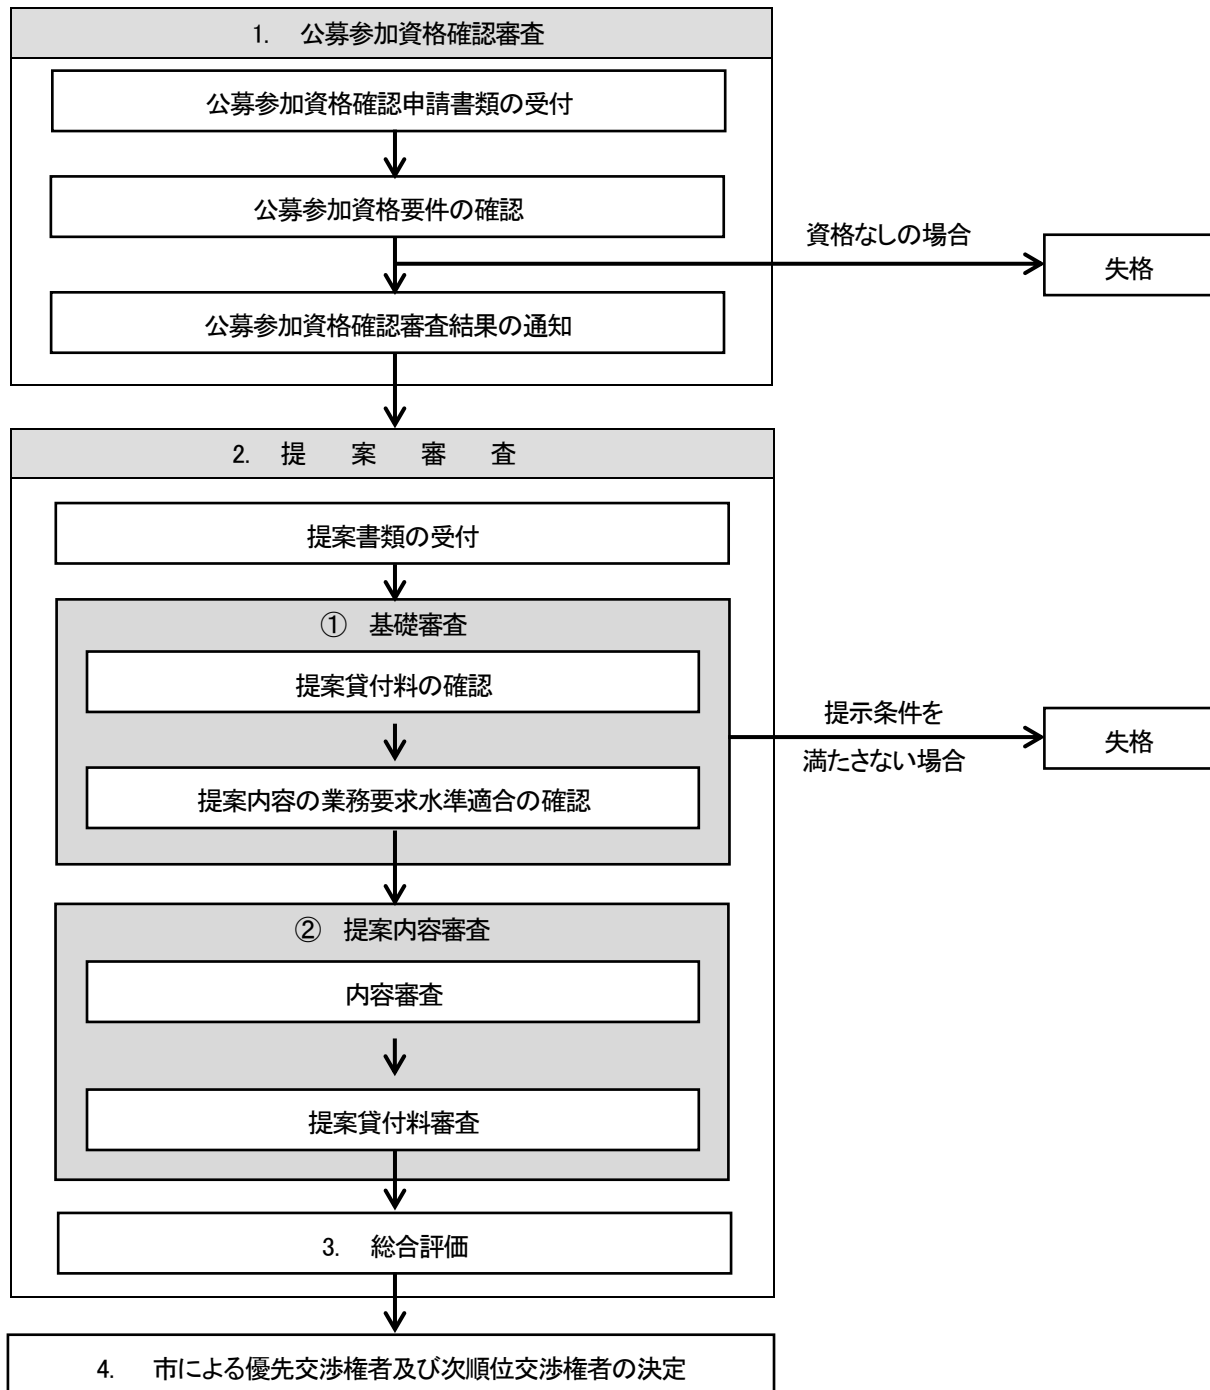 1. 公募参加資格確認審査
公募参加資格確認申請書類の受付
公募参加資格要件の確認
資格なしの場合
失格
公募参加資格確認審査結果の通知
2. 提 案 審 査
提案書類の受付
① 基礎審査
提案貸付料の確認
提示条件を
満たさない場合
失格
提案内容の業務要求水準適合の確認
② 提案内容審査
内容審査
提案貸付料審査
3. 総合評価
4. 市による優先交渉権者及び次順位交渉権者の決定